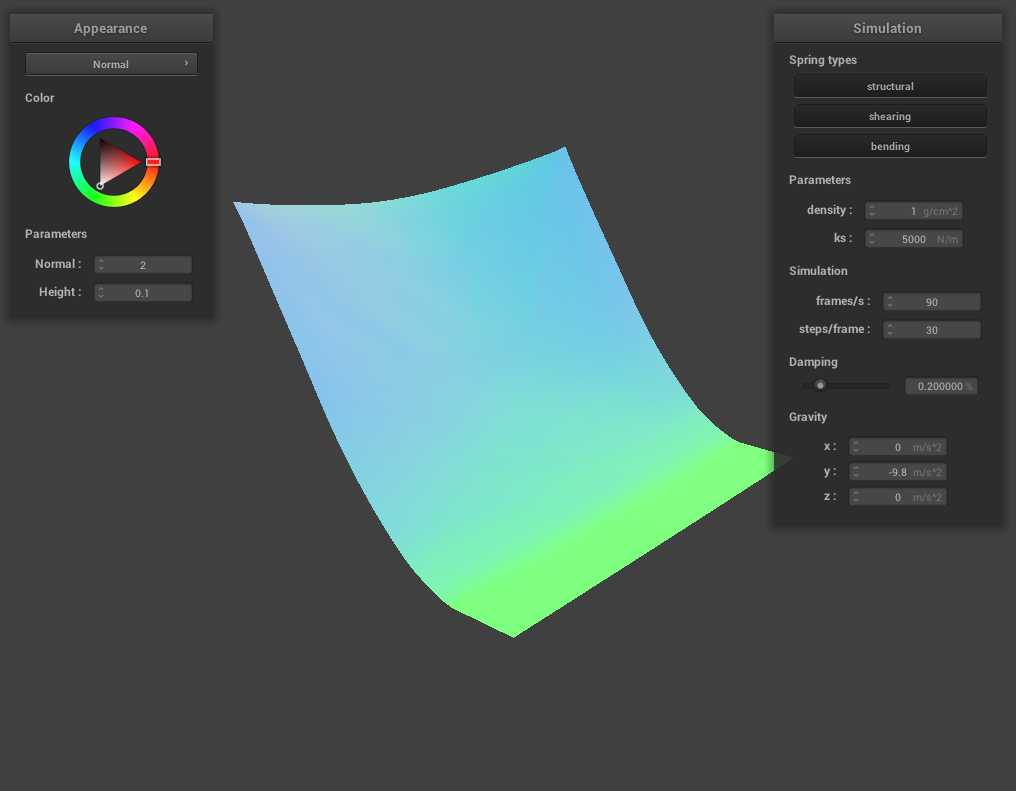 Appearance
Normal ›
Color
Parameters
Normal : 2
Height : 0.1
Simulation
Spring types
structural
shearing
bending
Parameters
density : 1 g/cm^2
ks : 5000 N/m
Simulation
frames/s : 90
steps/frame : 30
Damping
0.200000 %
Gravity
x : 0 m/s^2
y : -9.8 m/s^2
z : 0 m/s^2